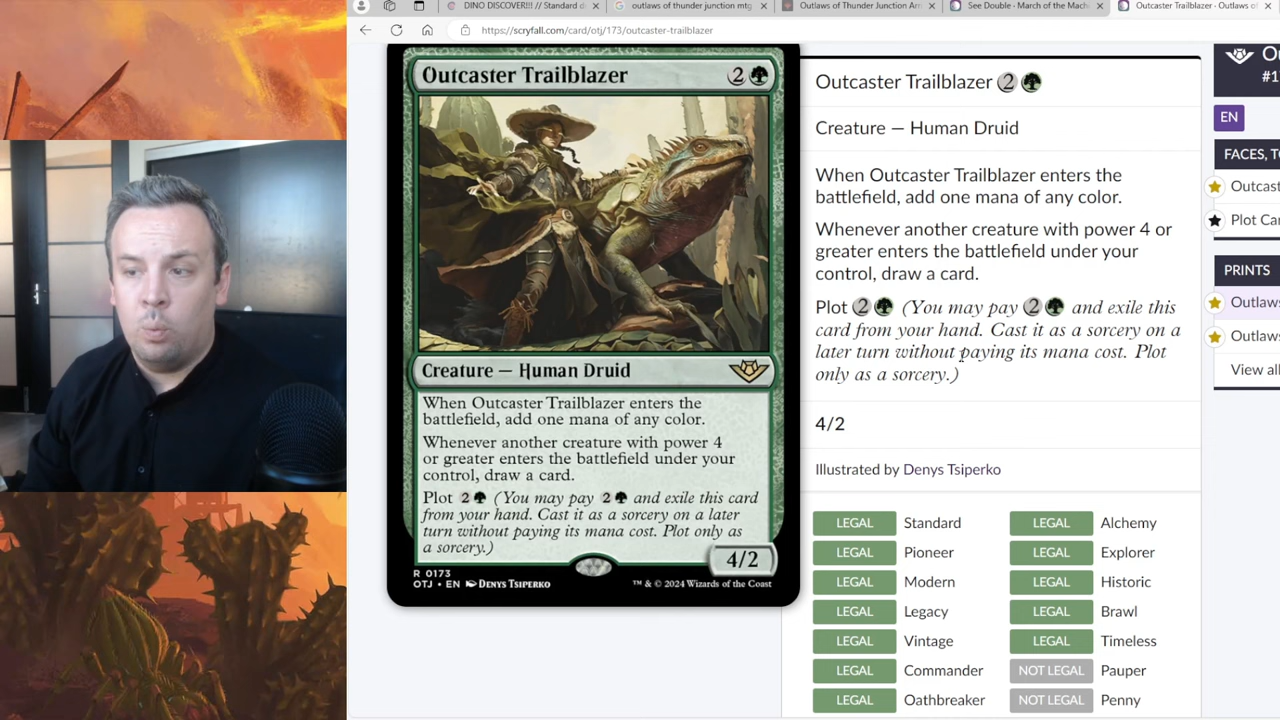 DINO DISCOVER!!! // Standard d
outlaws of thunder junction mtg
Outlaws of Thunder Junction Arr
See Double - March of the Mach
Outcaster Trailblazer - Outlaws of
https://scryfall.com/card/otj/173/outcaster-trailblazer
Outcaster Trailblazer 2
Creature — Human Druid
When Outcaster Trailblazer enters the
battlefield, add one mana of any color.
Whenever another creature with power 4
or greater enters the battlefield under your
control, draw a card.
Plot 2 (You may pay 2 and exile this card
from your hand. Cast it as a sorcery on a later
turn without paying its mana cost. Plot only as
a sorcery.)
4/2
R 0173
OTJ • EN DENYS TSIPERKO
™ & © 2024 Wizards of the Coast
Outcaster Trailblazer 2
Creature — Human Druid
When Outcaster Trailblazer enters the
battlefield, add one mana of any color.
Whenever another creature with power 4 or
greater enters the battlefield under your
control, draw a card.
Plot 2 (You may pay 2 and exile this
card from your hand. Cast it as a sorcery on a
later turn without paying its mana cost. Plot
only as a sorcery.)
4/2
Illustrated by Denys Tsiperko
LEGAL Standard LEGAL Alchemy
LEGAL Pioneer LEGAL Explorer
LEGAL Modern LEGAL Historic
LEGAL Legacy LEGAL Brawl
LEGAL Vintage LEGAL Timeless
LEGAL Commander NOT LEGAL Pauper
LEGAL Oathbreaker NOT LEGAL Penny
Ou
#1
EN
FACES, TO
Outcast
Plot Car
PRINTS
Outlaws
Outlaws
View all